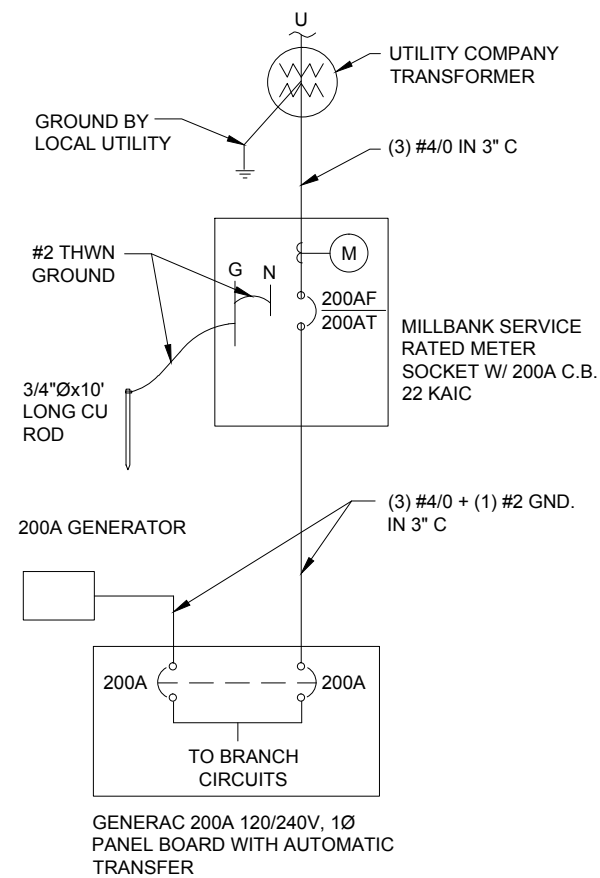 U
UTILITY COMPANY
TRANSFORMER
GROUND BY
LOCAL UTILITY
(3) #4/0 IN 3" C
#2 THWN
GROUND
G
N
M
200AF
200AT
MILLBANK SERVICE
RATED METER
SOCKET W/ 200A C.B.
22 KAIC
3/4"Øx10'
LONG CU
ROD
(3) #4/0 + (1) #2 GND.
IN 3" C
200A GENERATOR
200A
200A
TO BRANCH
CIRCUITS
GENERAC 200A 120/240V, 1Ø
PANEL BOARD WITH AUTOMATIC
TRANSFER